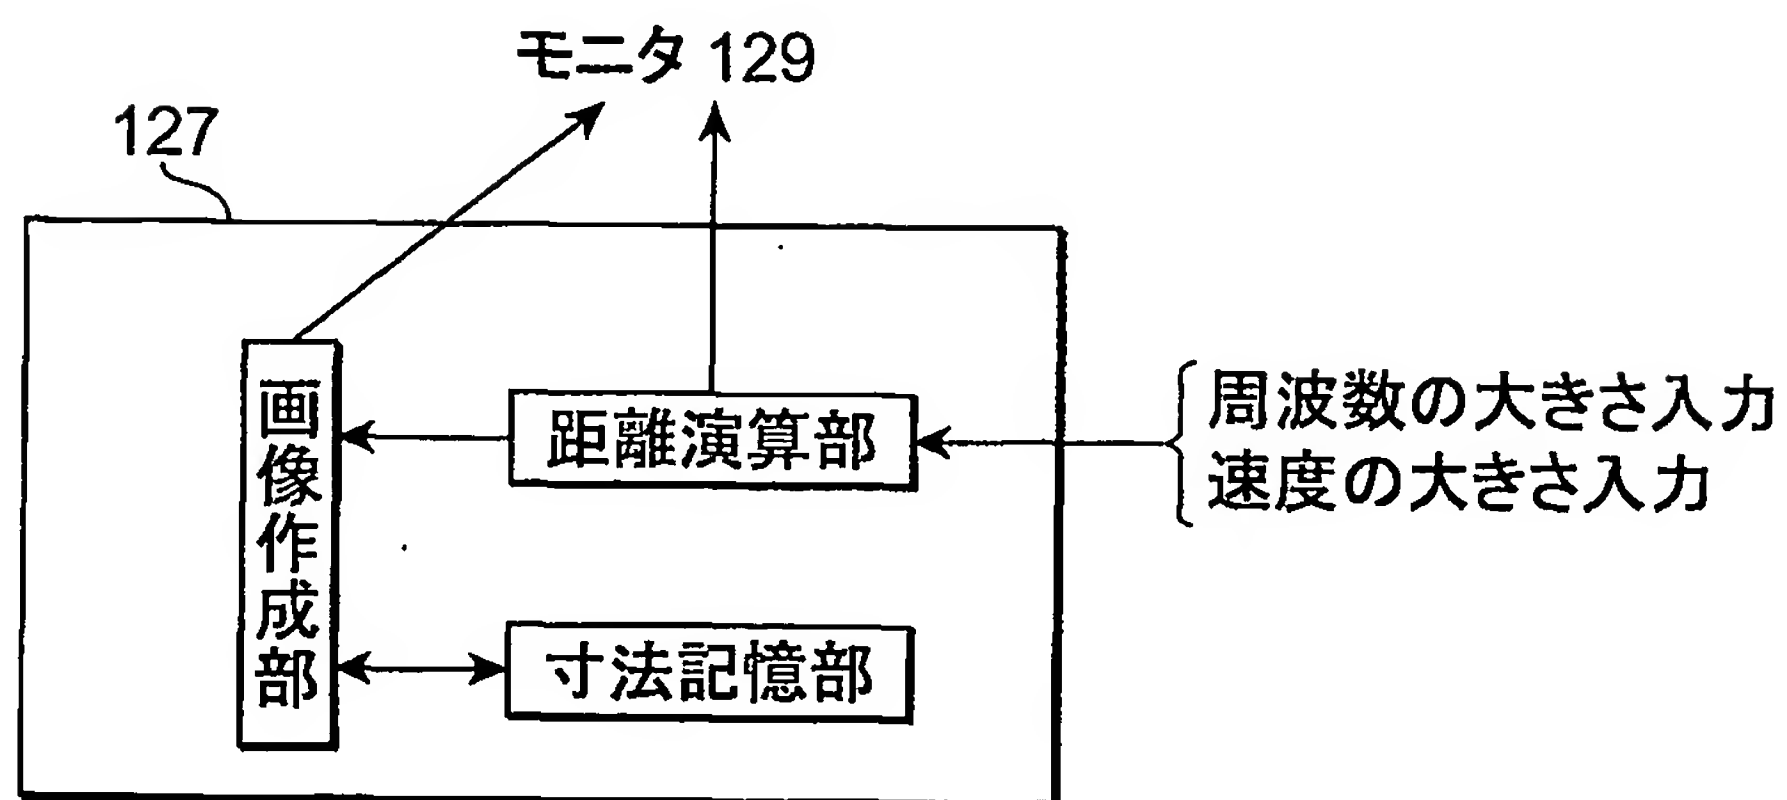 モニタ 129
127
画像作成部
距離演算部
周波数の大きさ入力
速度の大きさ入力
寸法記憶部